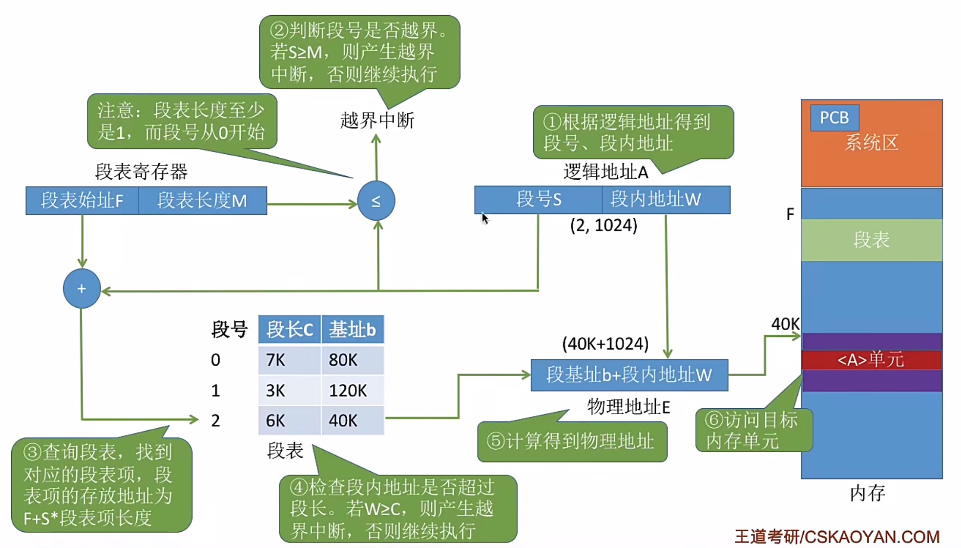 ②判断段号是否越界。
若S≥M，则产生越界
中断，否则继续执行
注意：段表长度至少
是1，而段号从0开始
越界中断
①根据逻辑地址得到
段号、段内地址
PCB
系统区
段表寄存器
逻辑地址A
段表始址F 段表长度M
≤
段号S 段内地址W
(2, 1024)
F
段表
+
段号 段长C 基址b
0 7K 80K
1 3K 120K
2 6K 40K
段表
40K
(40K+1024)
段基址b+段内地址W
<A>单元
物理地址E
③查询段表，找到
对应的段表项，段
表项的存放地址为
F+S*段表项长度
④检查段内地址是否超过
段长。若W≥C，则产生越
界中断，否则继续执行
⑤计算得到物理地址
⑥访问目标
内存单元
内存
王道考研/CSKAOYAN.COM